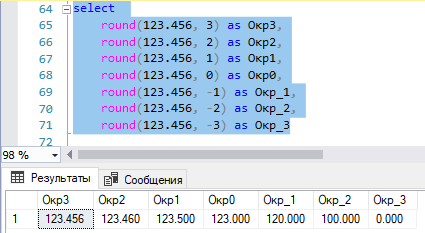 64 select
65 round(123.456, 3) as Окр3,
66 round(123.456, 2) as Окр2,
67 round(123.456, 1) as Окр1,
68 round(123.456, 0) as Окр0,
69 round(123.456, -1) as Окр_1,
70 round(123.456, -2) as Окр_2,
71 round(123.456, -3) as Окр_3
72
98 %
Результаты Сообщения
Окр3 Окр2 Окр1 Окр0 Окр_1 Окр_2 Окр_3
1 123.456 123.460 123.500 123.000 120.000 100.000 0.000